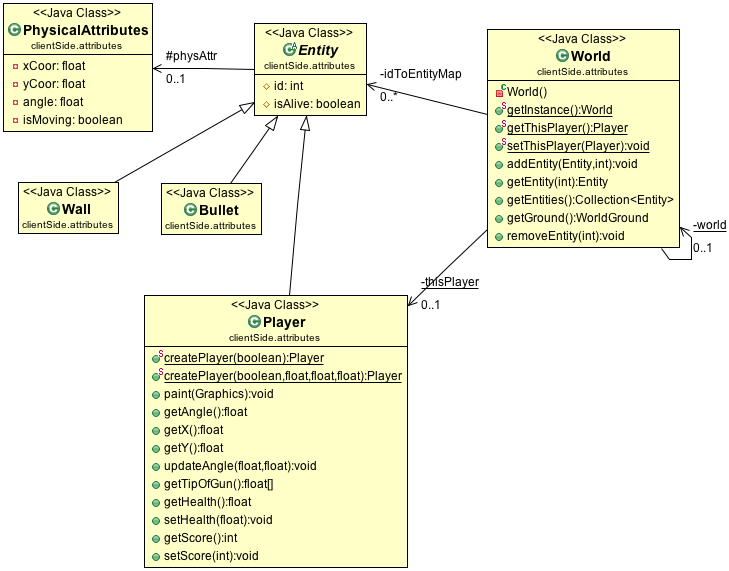 <<Java Class>>
PhysicalAttributes
clientSide.attributes
xCoor: float
yCoor: float
angle: float
isMoving: boolean
#physAttr
0..1
<<Java Class>>
Entity
clientSide.attributes
id: int
isAlive: boolean
-idToEntityMap
0..*
<<Java Class>>
World
clientSide.attributes
World()
getInstance():World
getThisPlayer():Player
setThisPlayer(Player):void
addEntity(Entity,int):void
getEntity(int):Entity
getEntities():Collection<Entity>
getGround():WorldGround
removeEntity(int):void
-world
0..1
<<Java Class>>
Wall
clientSide.attributes
<<Java Class>>
Bullet
clientSide.attributes
-thisPlayer
0..1
<<Java Class>>
Player
clientSide.attributes
createPlayer(boolean):Player
createPlayer(boolean,float,float,float):Player
paint(Graphics):void
getAngle():float
getX():float
getY():float
updateAngle(float,float):void
getTipOfGun():float[]
getHealth():float
setHealth(float):void
getScore():int
setScore(int):void